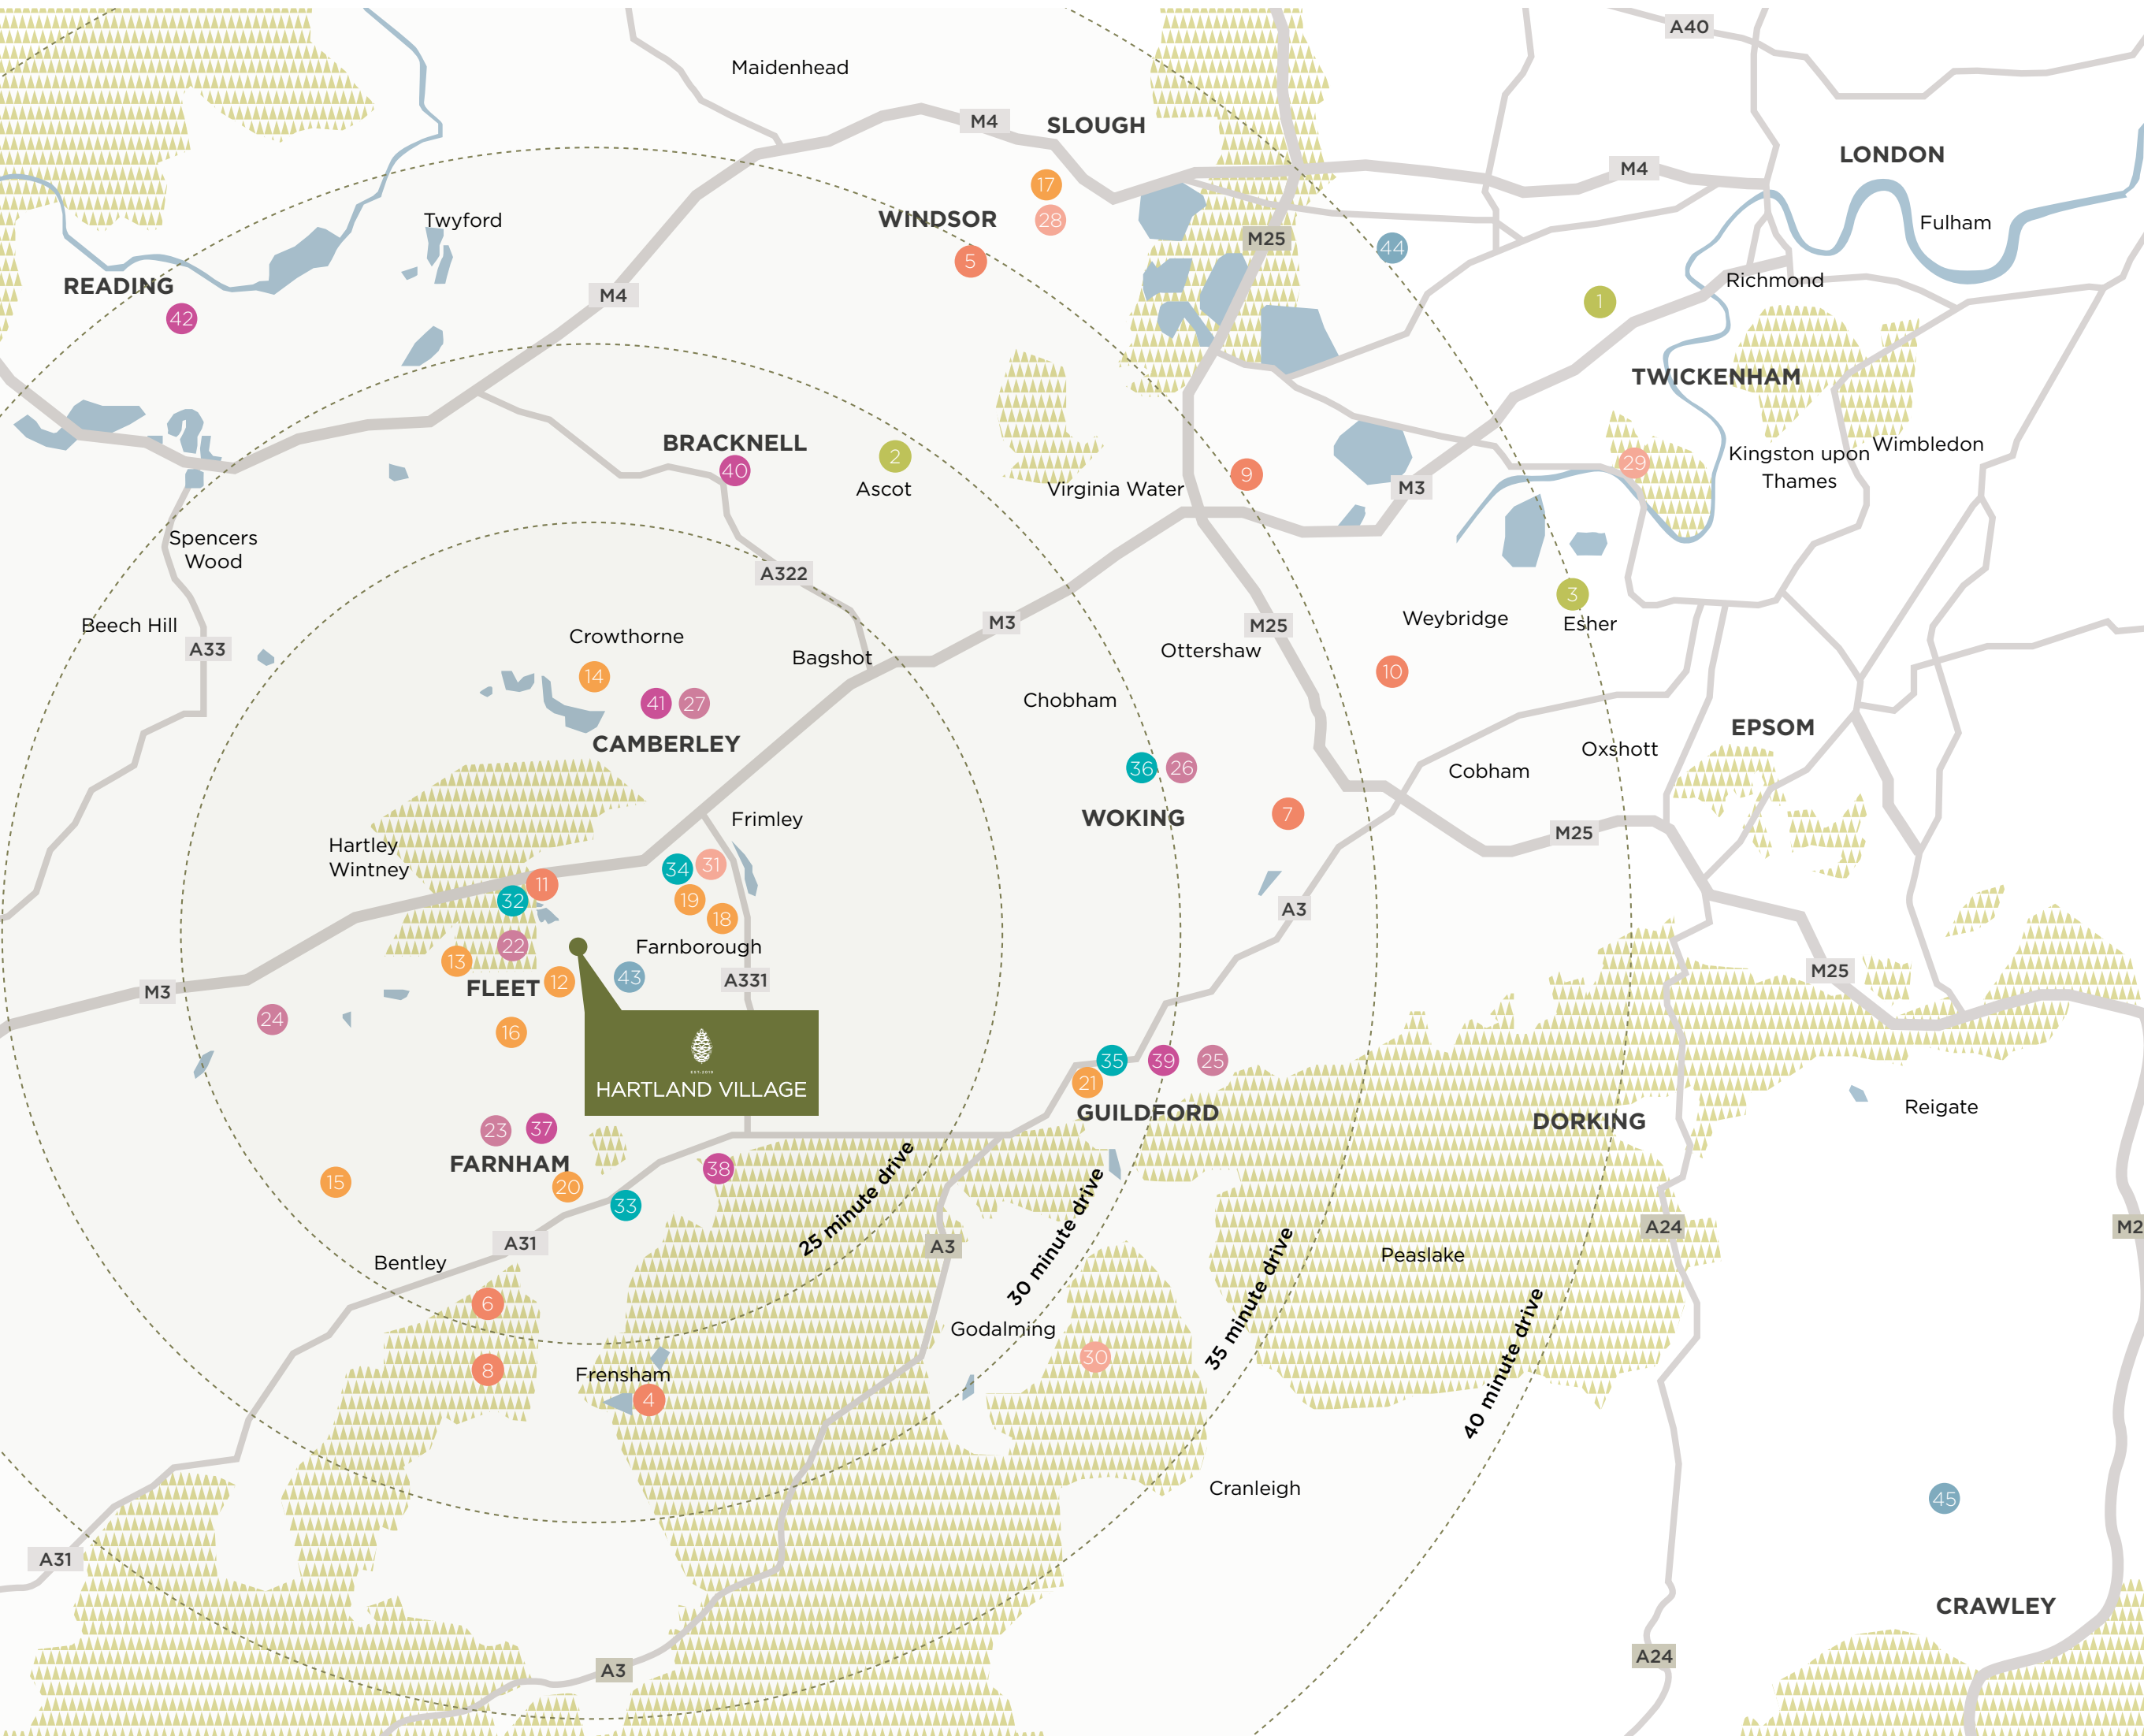 A40
Maidenhead
M4
SLOUGH
LONDON
M4
17
WINDSOR
28
Twyford
Fulham
M25
44
5
READING
Richmond
M4
1
42
TWICKENHAM
BRACKNELL
Wimbledon
2
Kingston upon
Thames
29
40
9
Ascot
Virginia Water
M3
Spencers
Wood
A322
3
Beech Hill
M3
M25
Weybridge
Esher
Crowthorne
A33
Bagshot
Ottershaw
14
10
41
27
Chobham
EPSOM
CAMBERLEY
Oxshott
36
26
Cobham
WOKING
7
Frimley
M25
Hartley
Wintney
34
31
11
32
19
18
A3
22
Farnborough
13
FLEET
12
43
A331
M25
M3
24
16
EST.2019
HARTLAND VILLAGE
35
39
25
21
GUILDFORD
Reigate
DORKING
23
37
FARNHAM
38
15
20
33
25 minute drive
30 minute drive
35 minute drive
40 minute drive
A31
A3
A24
M2
Peaslake
Bentley
6
Godalming
30
8
Frensham
4
Cranleigh
45
A31
CRAWLEY
A24
A3